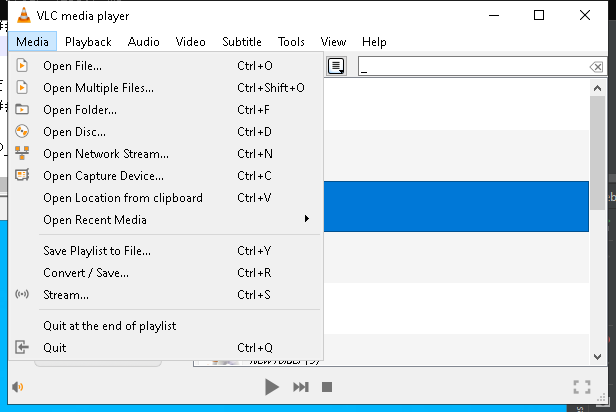 VLC media player
Media Playback Audio Video Subtitle Tools View Help
Open File... Ctrl+O
Open Multiple Files... Ctrl+Shift+O
Open Folder... Ctrl+F
Open Disc... Ctrl+D
Open Network Stream... Ctrl+N
Open Capture Device... Ctrl+C
Open Location from clipboard Ctrl+V
Open Recent Media
Save Playlist to File... Ctrl+Y
Convert / Save... Ctrl+R
Stream... Ctrl+S
Quit at the end of playlist
Quit Ctrl+Q